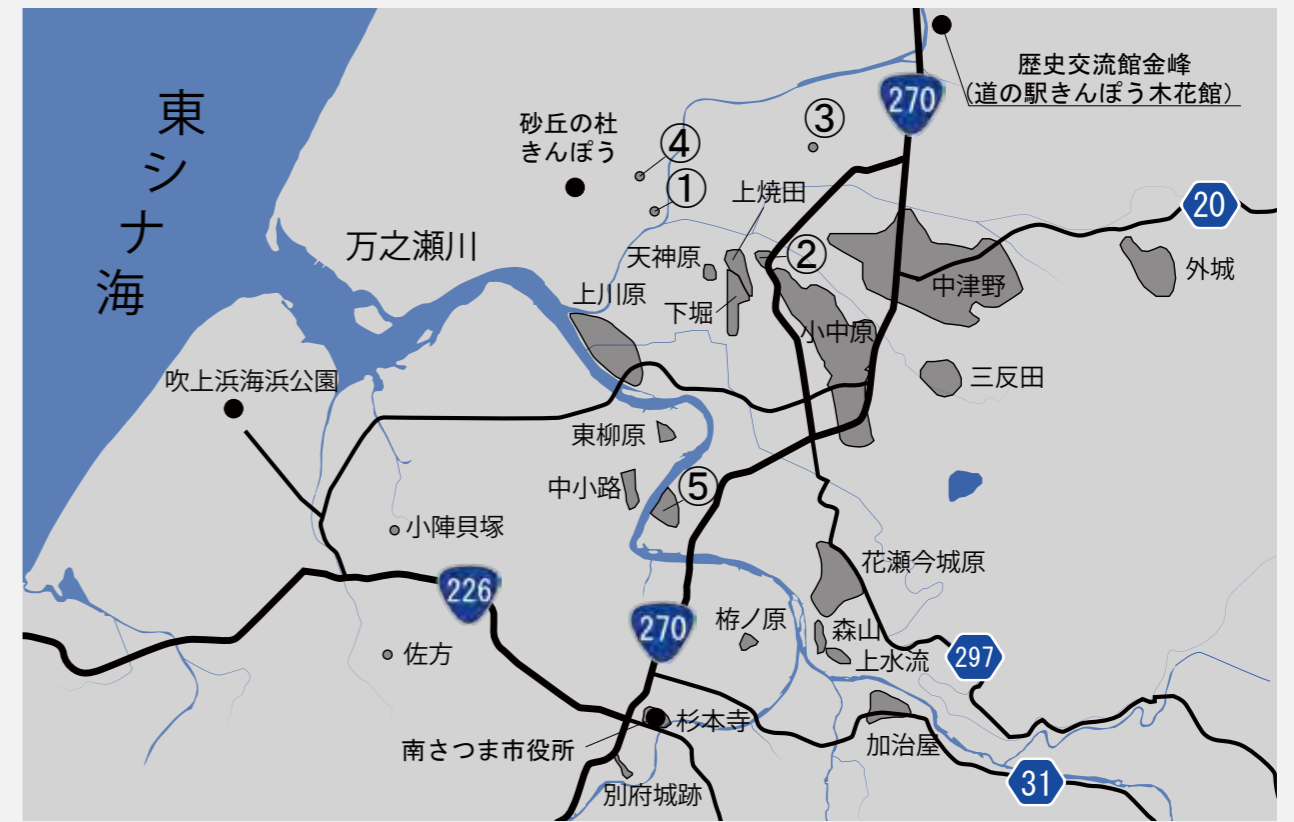 歴史交流館金峰
（道の駅きんぽう木花館）
270
東シナ海
砂丘の杜
きんぽう
③
④
①
上焼田
20
万之瀬川
天神原
②
外城
上川原
下堀
中津野
小中原
吹上浜海浜公園
三反田
東柳原
中小路
⑤
小陣貝塚
花瀬今城原
226
270
栫ノ原
森山
佐方
上水流
297
杉本寺
南さつま市役所
加治屋
別府城跡
31